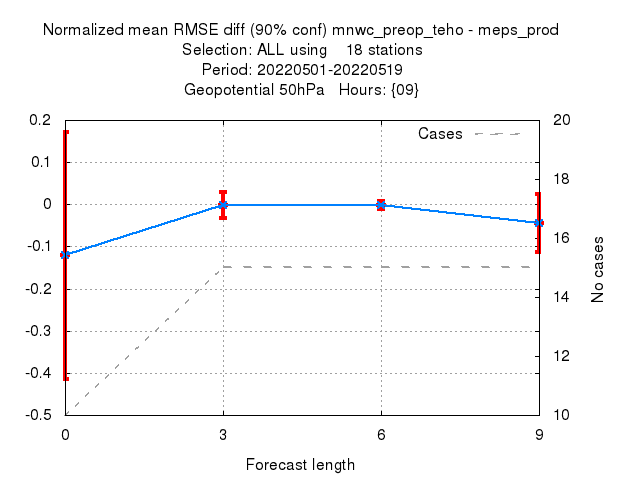 Normalized mean RMSE diff (90% conf) mnwc_preop_teho - meps_prod
Selection: ALL using    18 stations
Period: 20220501-20220519
Geopotential 50hPa   Hours: {09}
Cases
0.2
0.1
0
-0.1
-0.2
-0.3
-0.4
-0.5
20
18
16
14
12
10
No cases
0
3
6
9
Forecast length